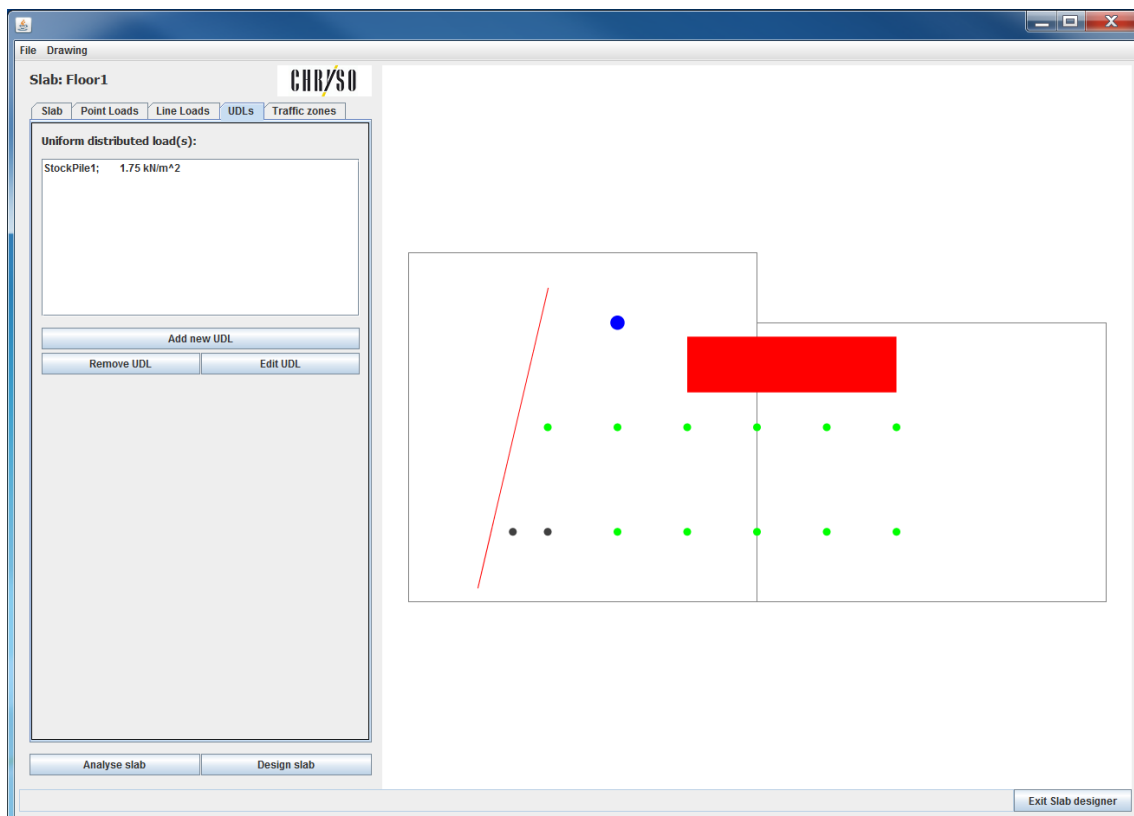 File Drawing
Slab: Floor1
CHRYSO
Slab Point Loads Line Loads UDLs Traffic zones
Uniform distributed load(s):
StockPile1; 1.75 kN/m^2
Add new UDL
Remove UDL Edit UDL
Analyse slab Design slab
Exit Slab designer